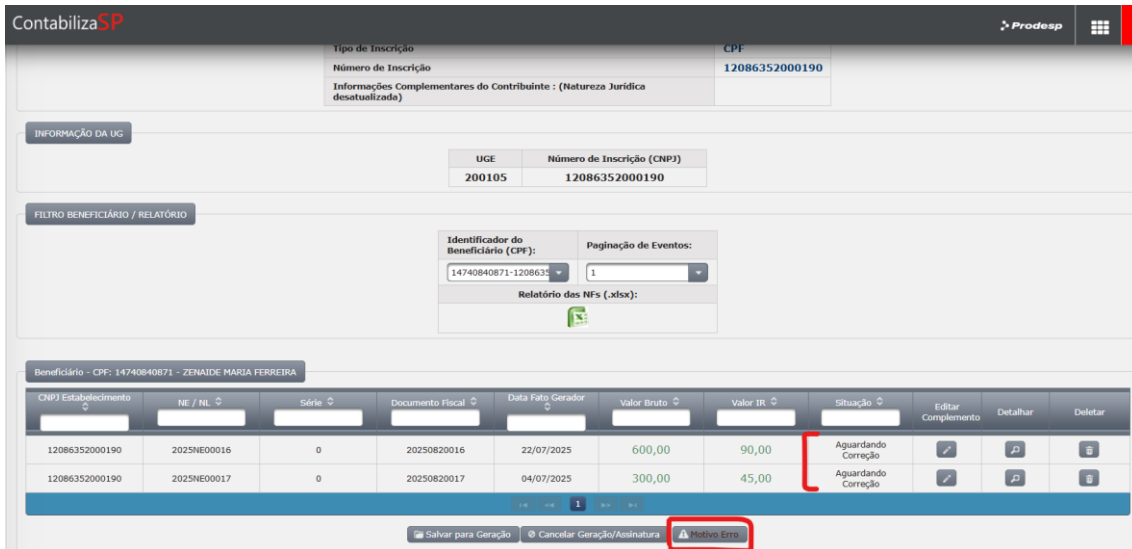 ContabilizaSP
Prodesp
Tipo de Inscrição CPF
Número de Inscrição 12086352000190
Informações Complementares do Contribuinte : (Natureza Jurídica
desatualizada)
INFORMAÇÃO DA UG
UGE Número de Inscrição (CNPJ)
200105 12086352000190
FILTRO BENEFICIÁRIO / RELATÓRIO
Identificador do
Beneficiário (CPF):
Paginação de Eventos:
14740840871-1208635 1
Relatório das NFs (.xlsx):
Beneficiário - CPF: 14740840871 - ZENAIDE MARIA FERREIRA
CNPJ Estabelecimento NE / NL Série Documento Fiscal Data Fato Gerador Valor Bruto Valor IR Situação Editar
Complemento Detalhar Deletar
12086352000190 2025NE00016 0 20250820016 22/07/2025 600,00 90,00 Aguardando
Correção
12086352000190 2025NE00017 0 20250820017 04/07/2025 300,00 45,00 Aguardando
Correção
1
Salvar para Geração Cancelar Geração/Assinatura Motivo Erro